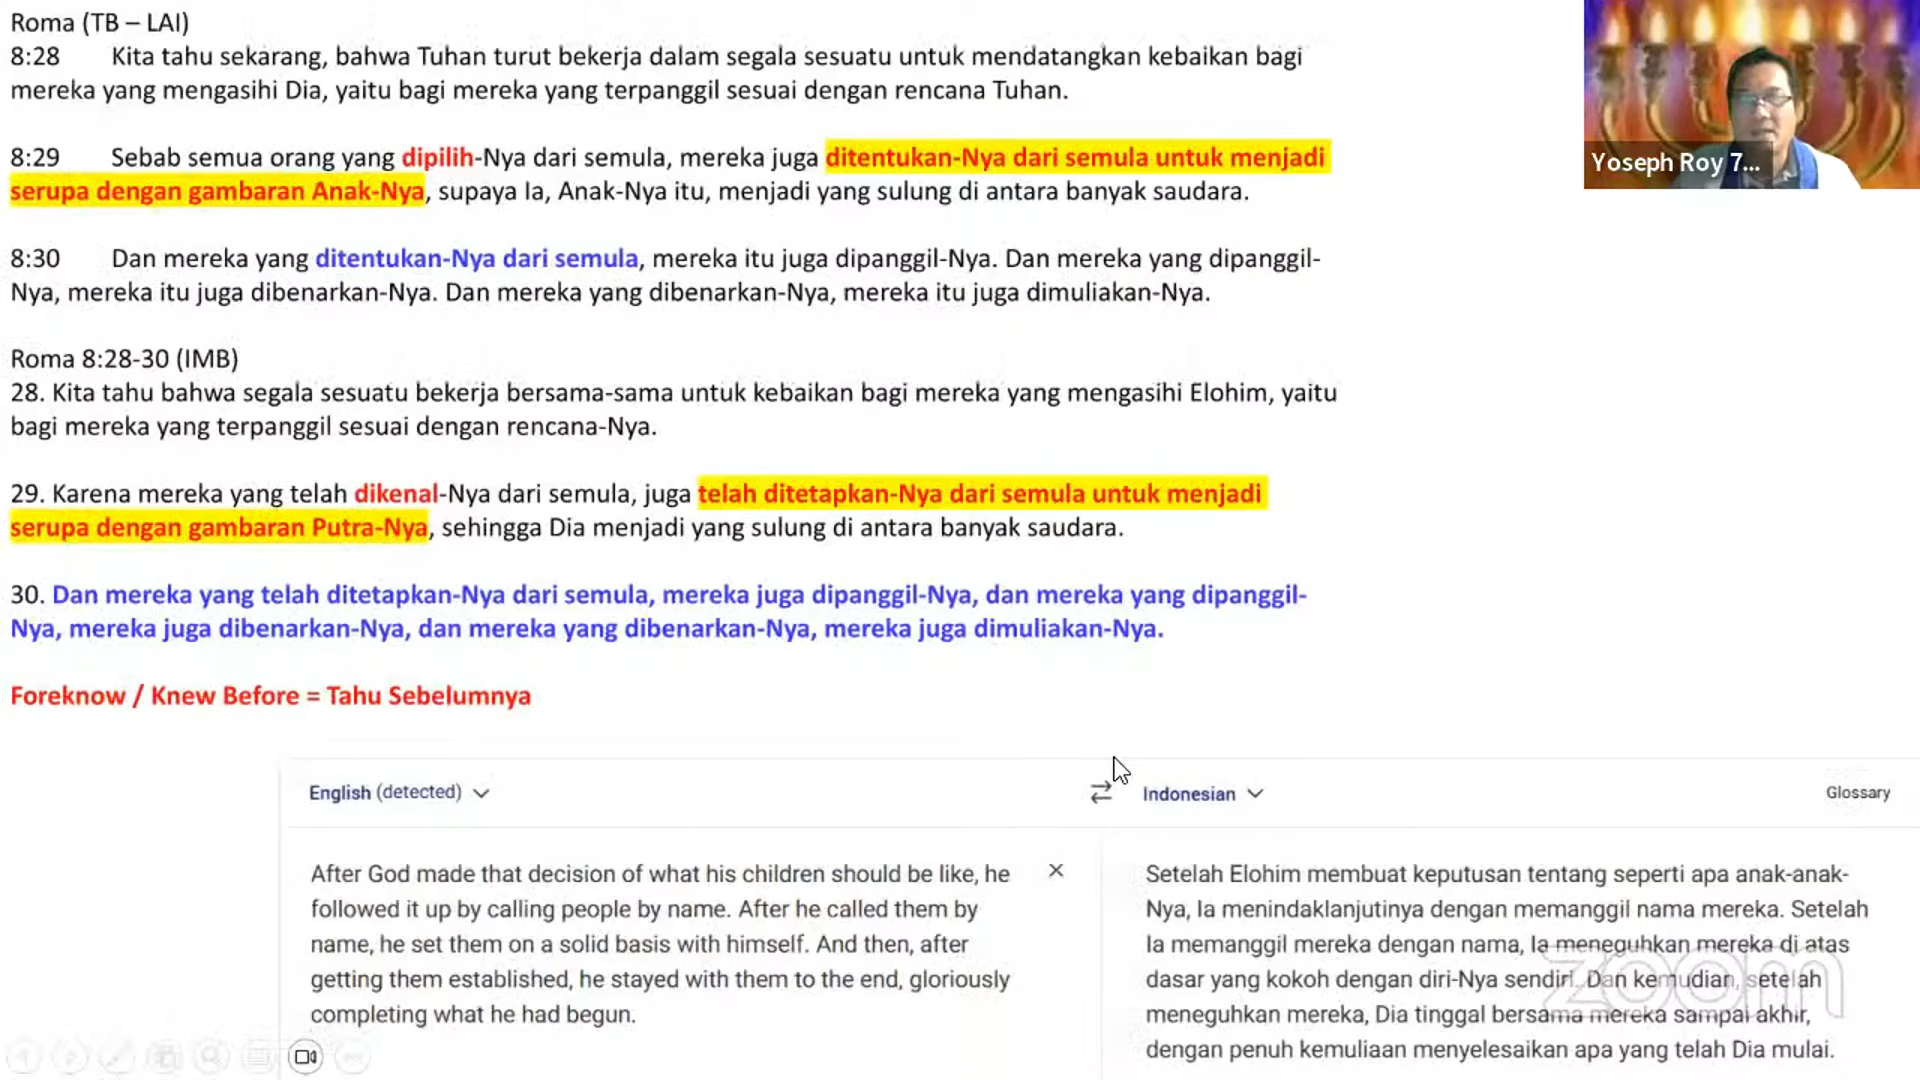 Roma (TB – LAI)
8:28 Kita tahu sekarang, bahwa Tuhan turut bekerja dalam segala sesuatu untuk mendatangkan kebaikan bagi
mereka yang mengasihi Dia, yaitu bagi mereka yang terpanggil sesuai dengan rencana Tuhan.
8:29 Sebab semua orang yang dipilih-Nya dari semula, mereka juga ditentukan-Nya dari semula untuk menjadi
serupa dengan gambaran Anak-Nya, supaya Ia, Anak-Nya itu, menjadi yang sulung di antara banyak saudara.
8:30 Dan mereka yang ditentukan-Nya dari semula, mereka itu juga dipanggil-Nya. Dan mereka yang dipanggil-
Nya, mereka itu juga dibenarkan-Nya. Dan mereka yang dibenarkan-Nya, mereka itu juga dimuliakan-Nya.
Roma 8:28-30 (IMB)
28. Kita tahu bahwa segala sesuatu bekerja bersama-sama untuk kebaikan bagi mereka yang mengasihi Elohim, yaitu
bagi mereka yang terpanggil sesuai dengan rencana-Nya.
29. Karena mereka yang telah dikenal-Nya dari semula, juga telah ditetapkan-Nya dari semula untuk menjadi
serupa dengan gambaran Putra-Nya, sehingga Dia menjadi yang sulung di antara banyak saudara.
30. Dan mereka yang telah ditetapkan-Nya dari semula, mereka juga dipanggil-Nya, dan mereka yang dipanggil-
Nya, mereka juga dibenarkan-Nya, dan mereka yang dibenarkan-Nya, mereka juga dimuliakan-Nya.
Foreknow / Knew Before = Tahu Sebelumnya
Yoseph Roy 7...
English (detected)
After God made that decision of what his children should be like, he
followed it up by calling people by name. After he called them by
name, he set them on a solid basis with himself. And then, after
getting them established, he stayed with them to the end, gloriously
completing what he had begun.
Indonesian
Glossary
Setelah Elohim membuat keputusan tentang seperti apa anak-anak-
Nya, Ia menindaklanjutinya dengan memanggil nama mereka. Setelah
Ia memanggil mereka dengan nama, Ia meneguhkan mereka di atas
dasar yang kokoh dengan diri-Nya sendiri. Dan kemudian, setelah
meneguhkan mereka, Dia tinggal bersama mereka sampai akhir,
dengan penuh kemuliaan menyelesaikan apa yang telah Dia mulai.
zoom